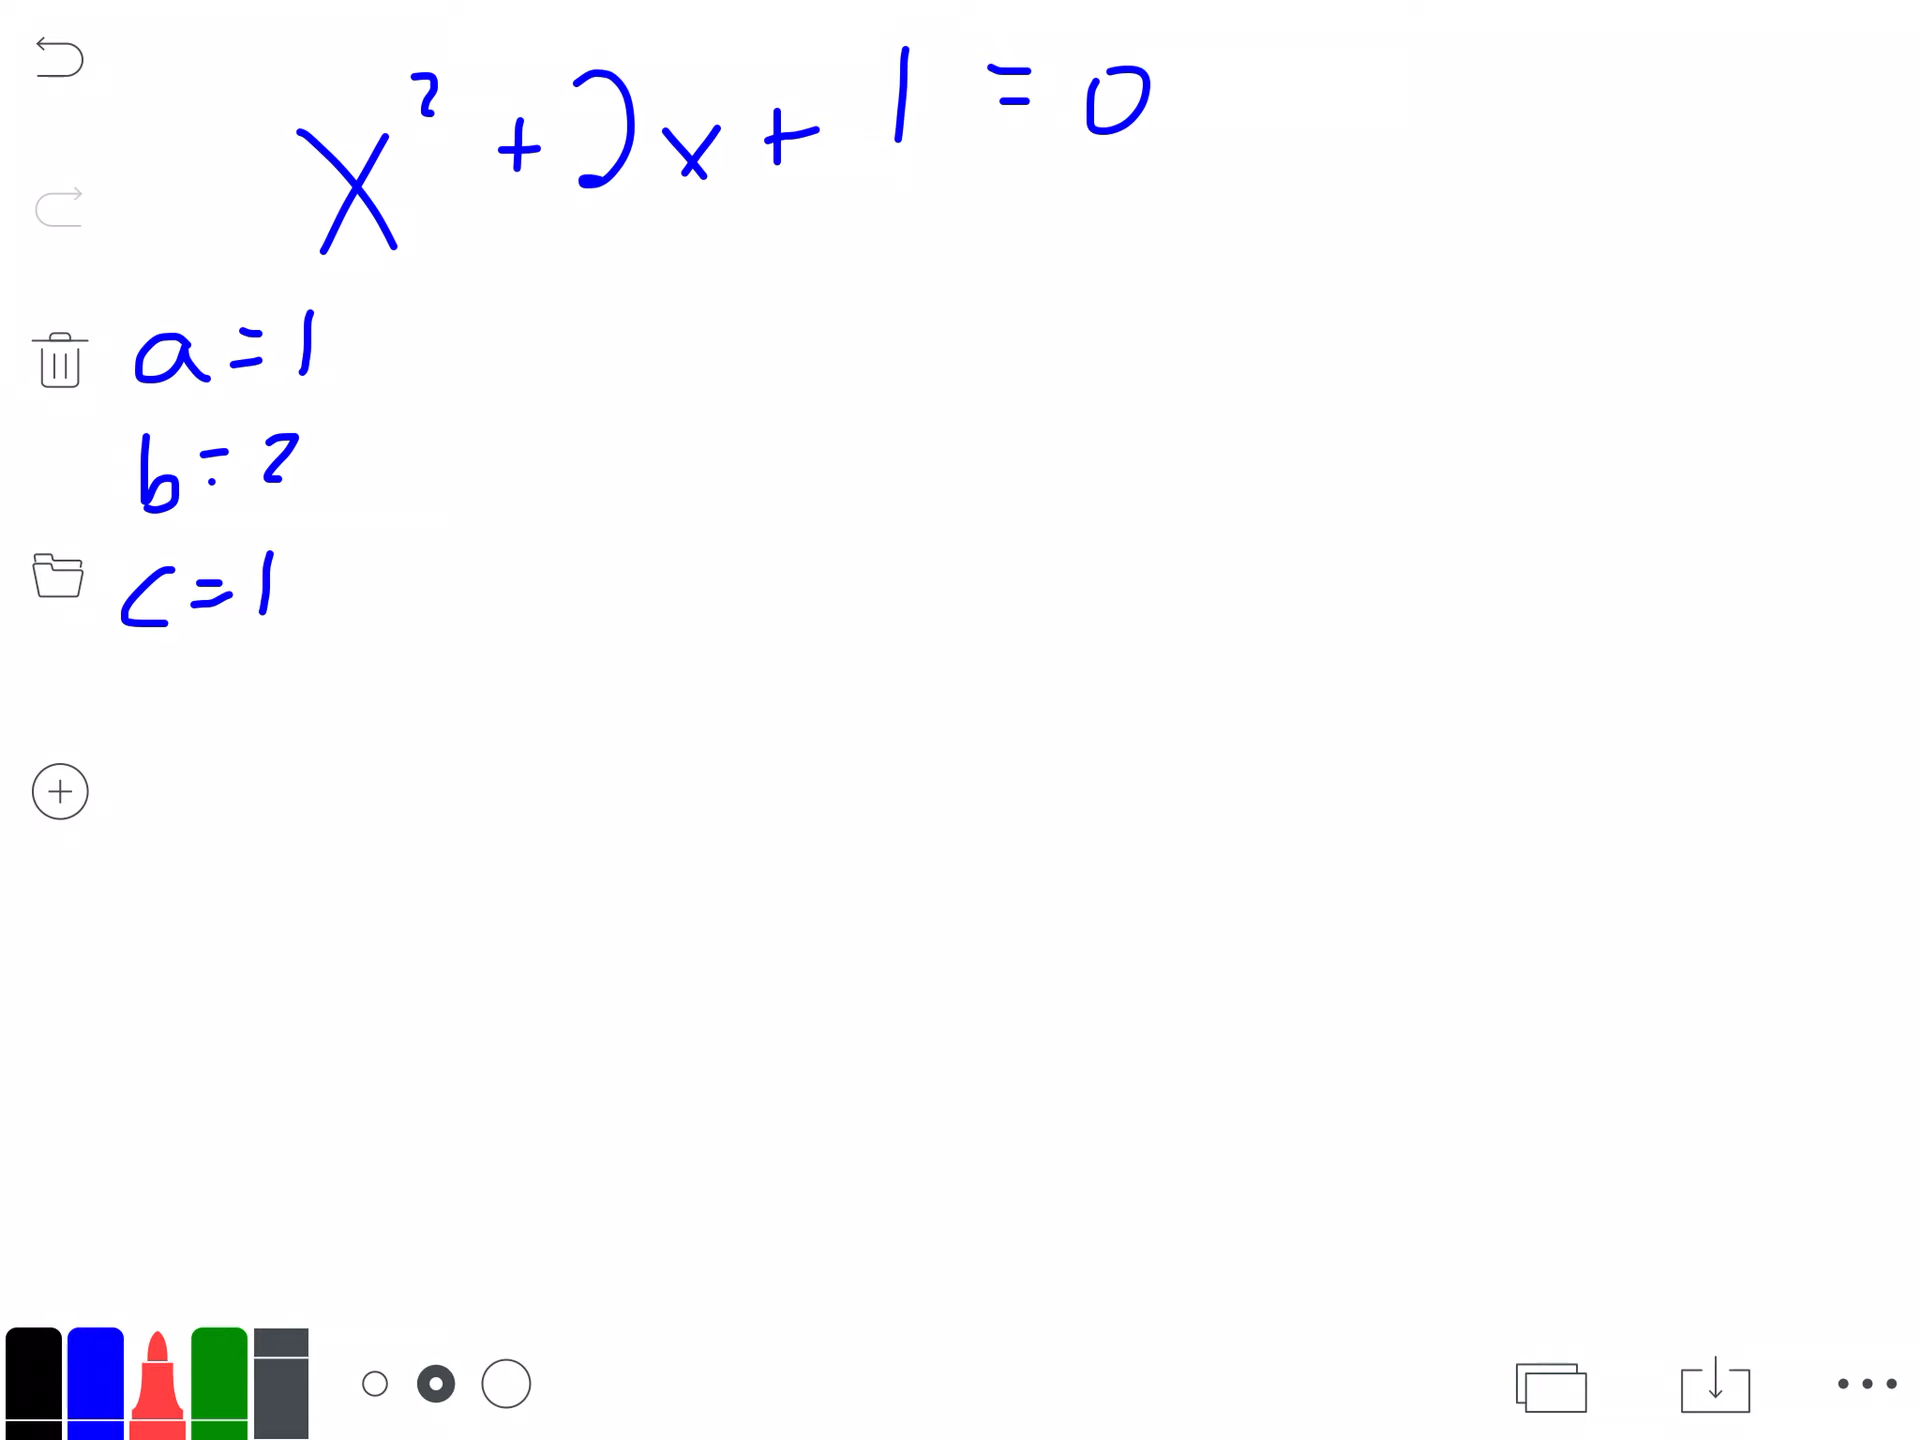 x² + 2x + 1 = 0
a = 1
b = 2
c = 1